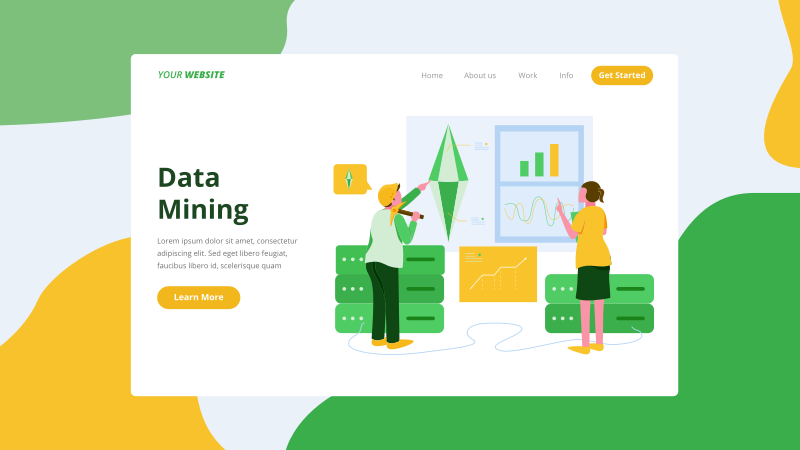 YOUR WEBSITE
Home About us Work Info Get Started
Data
Mining
Lorem ipsum dolor sit amet, consectetur
adipiscing elit. Sed eget libero feugiat,
faucibus libero id, scelerisque quam
Learn More